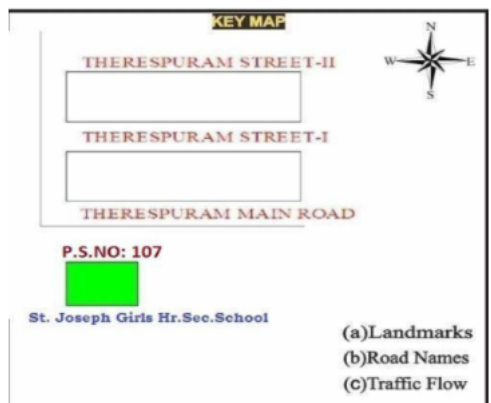 KEY MAP
N
THERESPURAM STREET-II
W
E
S
THERESPURAM STREET-I
THERESPURAM MAIN ROAD
P.S.NO: 107
St. Joseph Girls Hr.Sec.School
(a)Landmarks
(b)Road Names
(c)Traffic Flow